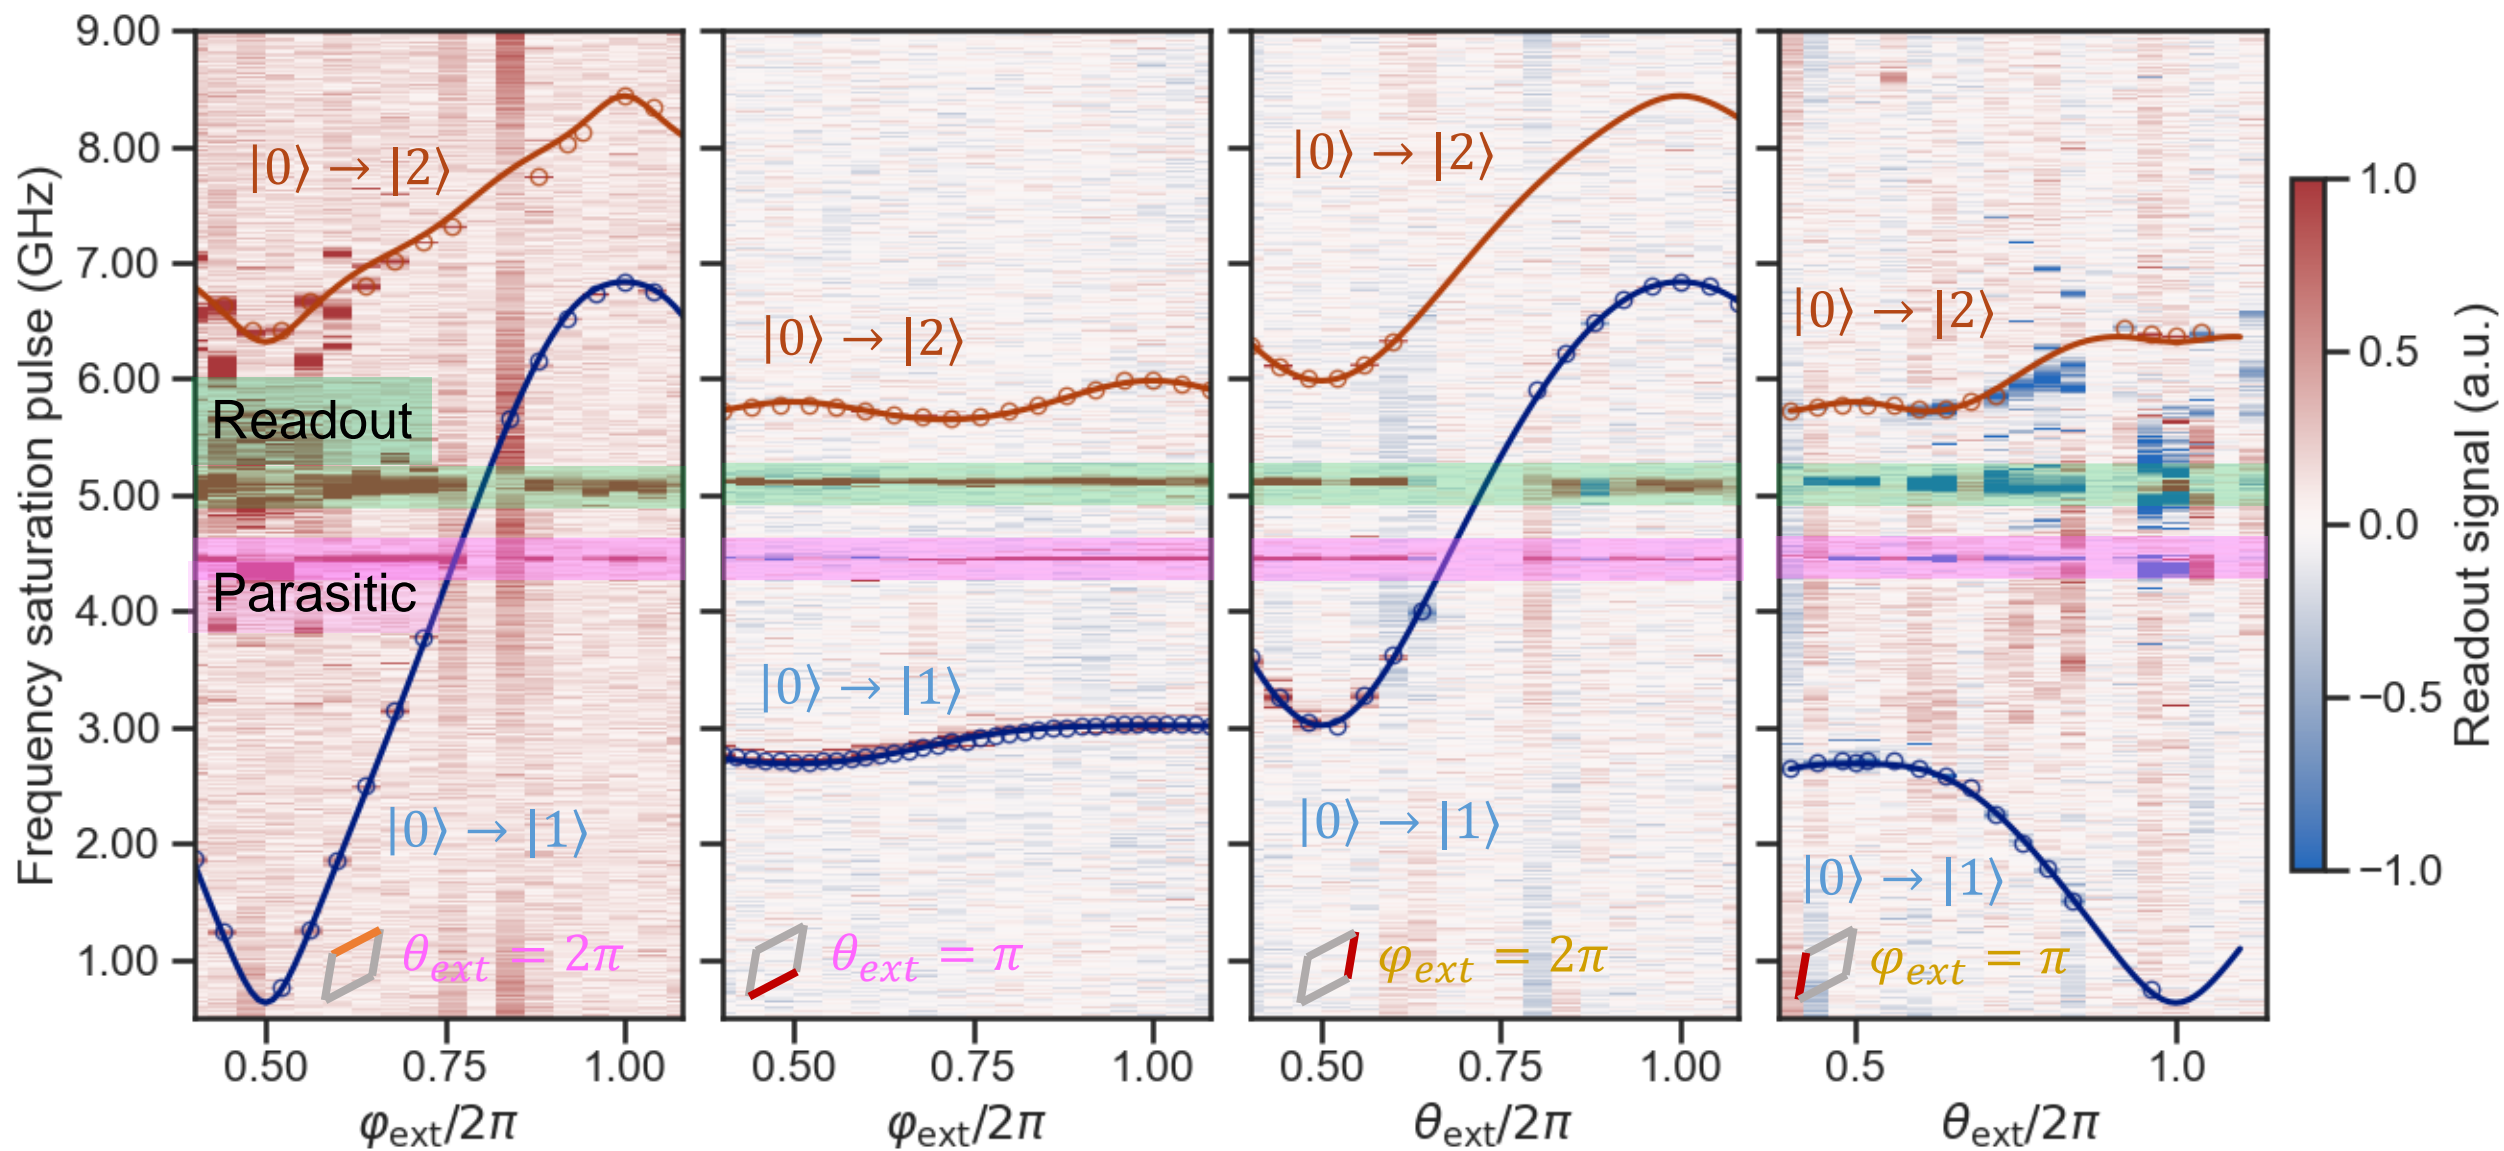 Frequency saturation pulse (GHz)
9.00
8.00
7.00
6.00
5.00
4.00
3.00
2.00
1.00
|0⟩ → |2⟩
Readout
Parasitic
|0⟩ → |1⟩
θext = 2π
0.50 0.75 1.00
φext/2π
|0⟩ → |2⟩
|0⟩ → |1⟩
θext = π
0.50 0.75 1.00
φext/2π
|0⟩ → |2⟩
|0⟩ → |1⟩
φext = 2π
0.50 0.75 1.00
θext/2π
|0⟩ → |2⟩
|0⟩ → |1⟩
φext = π
0.5 1.0
θext/2π
1.0
0.5
0.0
−0.5
−1.0
Readout signal (a.u.)